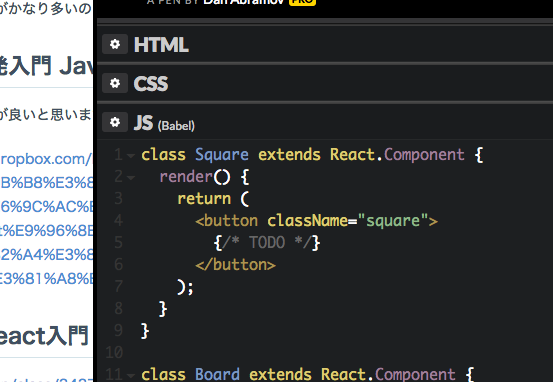 がかなり多いの
発入門 Jav
が良いと思いま
ropbox.com/
B%B8%E3%8
6%9C%AC%E
t%E9%96%8B
2%A4%E3%8
E3%81%A8%E
eact入門
A PEN BY Dan Abramov PRO
HTML
CSS
JS (Babel)
1 class Square extends React.Component {
2 render() {
3 return (
4 <button className="square">
5 {/* TODO */}
6 </button>
7 );
8 }
9 }
10
11 class Board extends React.Component {